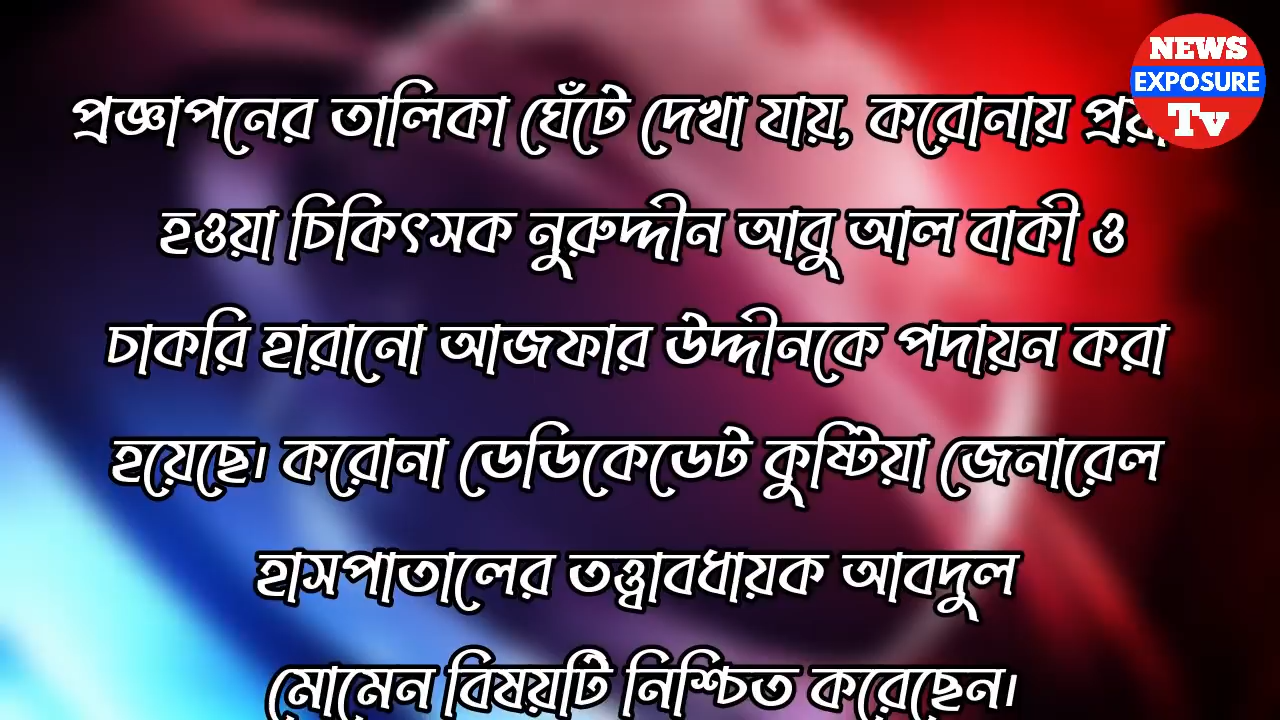 NEWS
EXPOSURE
Tv
প্রজ্ঞাপনের তালিকা ঘেঁটে দেখা যায়, করোনায়
হওয়া চিকিৎসক নুরুদ্দীন আবু আল বাকী ও
চাকরি হারানো আজফার উদ্দীনকে পদায়ন করা
হয়েছে। করোনা ডেডিকেডেট কুষ্টিয়া জেনারেল
হাসপাতালের তত্ত্বাবধায়ক আবদুল
মোমেন বিষয়টি নিশ্চিত করেছেন।